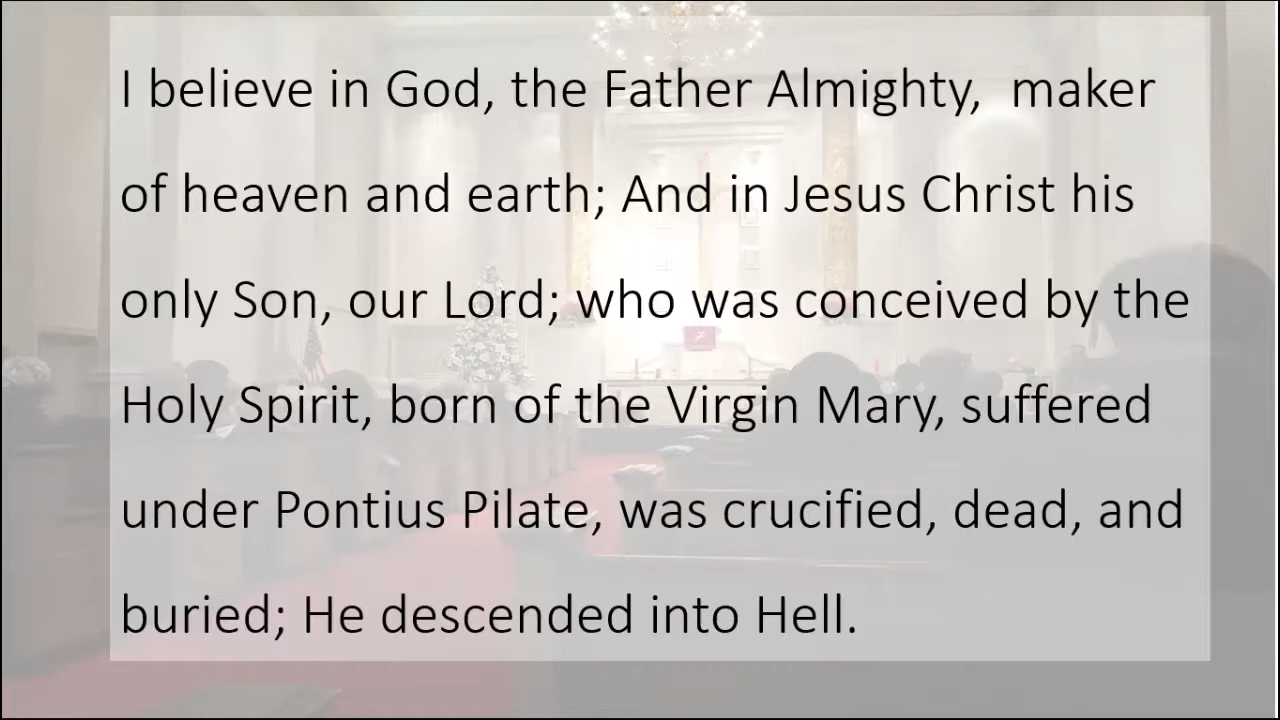 I believe in God, the Father Almighty,  maker
of heaven and earth; And in Jesus Christ his
only Son, our Lord; who was conceived by the
Holy Spirit, born of the Virgin Mary, suffered
under Pontius Pilate, was crucified, dead, and
buried; He descended into Hell.